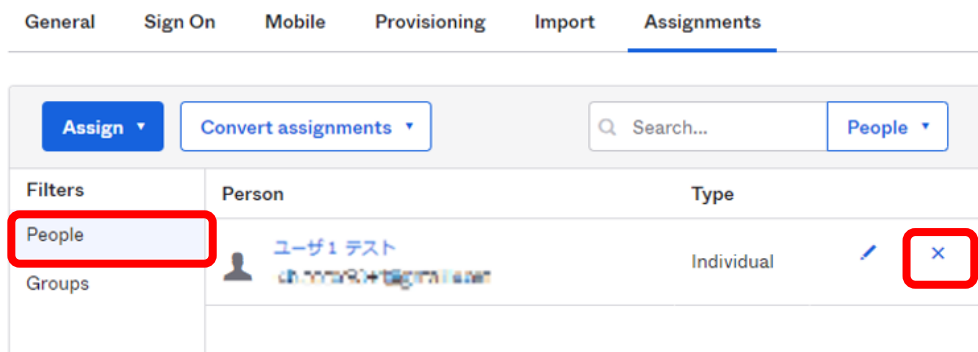 General Sign On Mobile Provisioning Import Assignments
Assign Convert assignments Search... People
Filters Person Type
People
ユーザ1 テスト
Individual
Groups